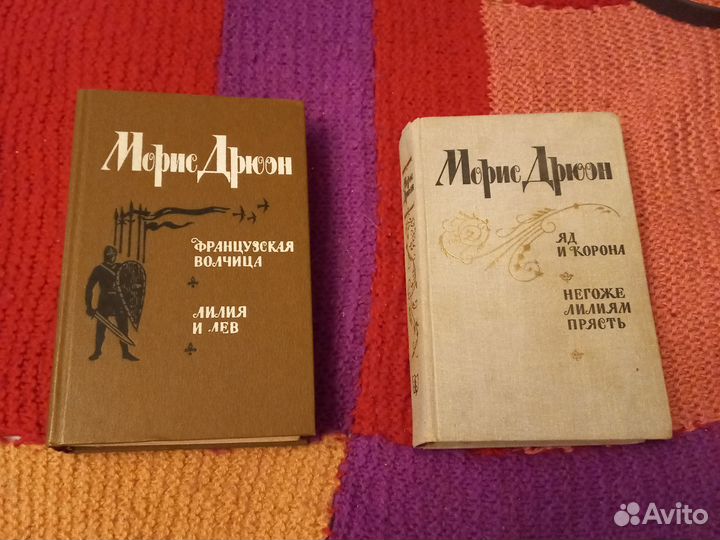 Морис Дрюон
Французская
волчица
Лилия
и лев
Морис Дрюон
Яд
и корона
Негоже
лилиям
прясть
Avito